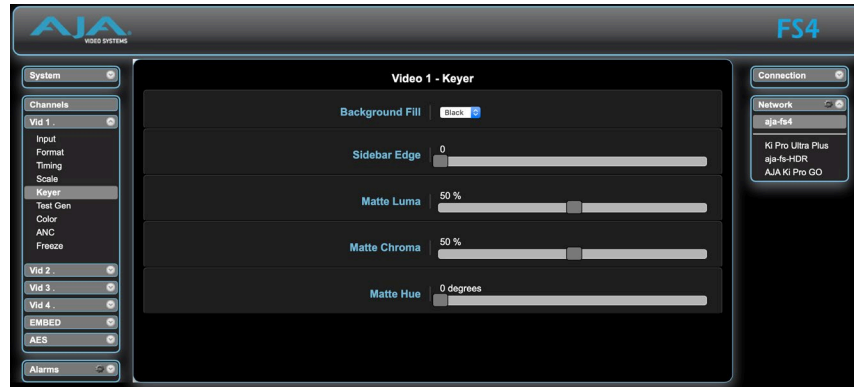 AJA
VIDEO SYSTEMS
FS4
System
Channels
Vid 1 .
Input
Format
Timing
Scale
Keyer
Test Gen
Color
ANC
Freeze
Vid 2 .
Vid 3 .
Vid 4 .
EMBED
AES
Alarms
Video 1 - Keyer
Background Fill
Black
Sidebar Edge
0
Matte Luma
50 %
Matte Chroma
50 %
Matte Hue
0 degrees
Connection
Network
aja-fs4
Ki Pro Ultra Plus
aja-fs-HDR
AJA Ki Pro GO